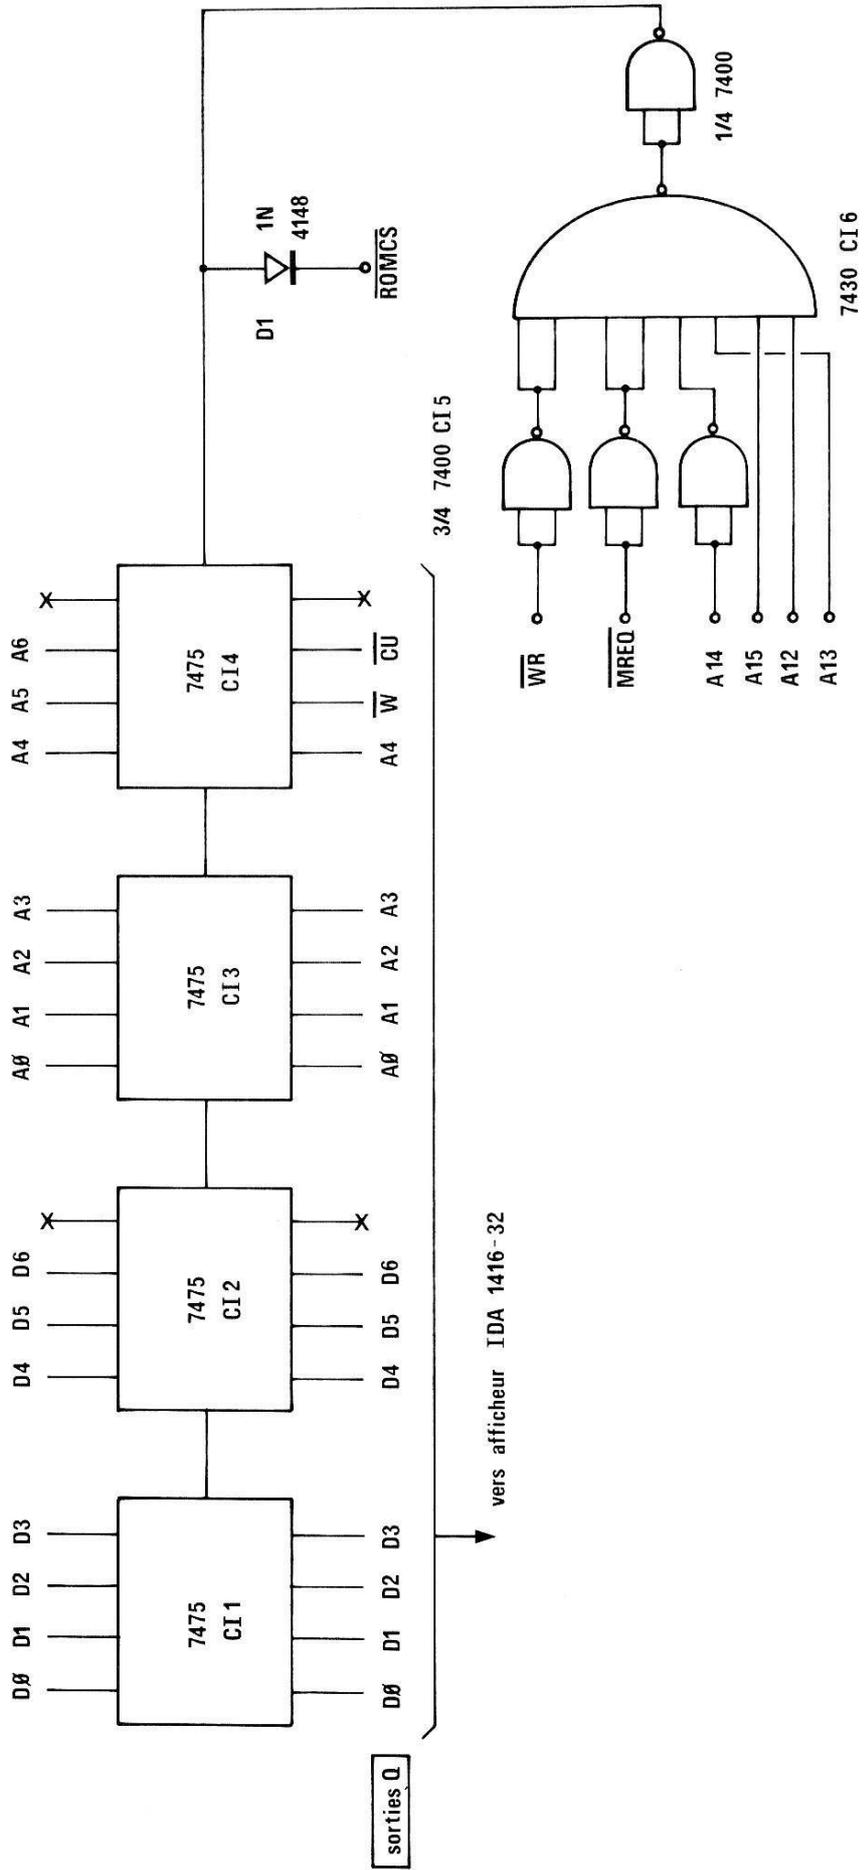 DØ D1 D2 D3 D4 D5 D6 AØ A1 A2 A3 A4 A5 A6
7475 CI1
7475 CI2
7475 CI3
7475 CI4
D1
1N 4148
ROMCS
sorties Q
DØ D1 D2 D3 D4 D5 D6 AØ A1 A2 A3 A4 W CU
vers afficheur IDA 1416-32
3/4 7400 CI5
WR
MREQ
A14
A15
A12
A13
7430 CI6
1/4 7400